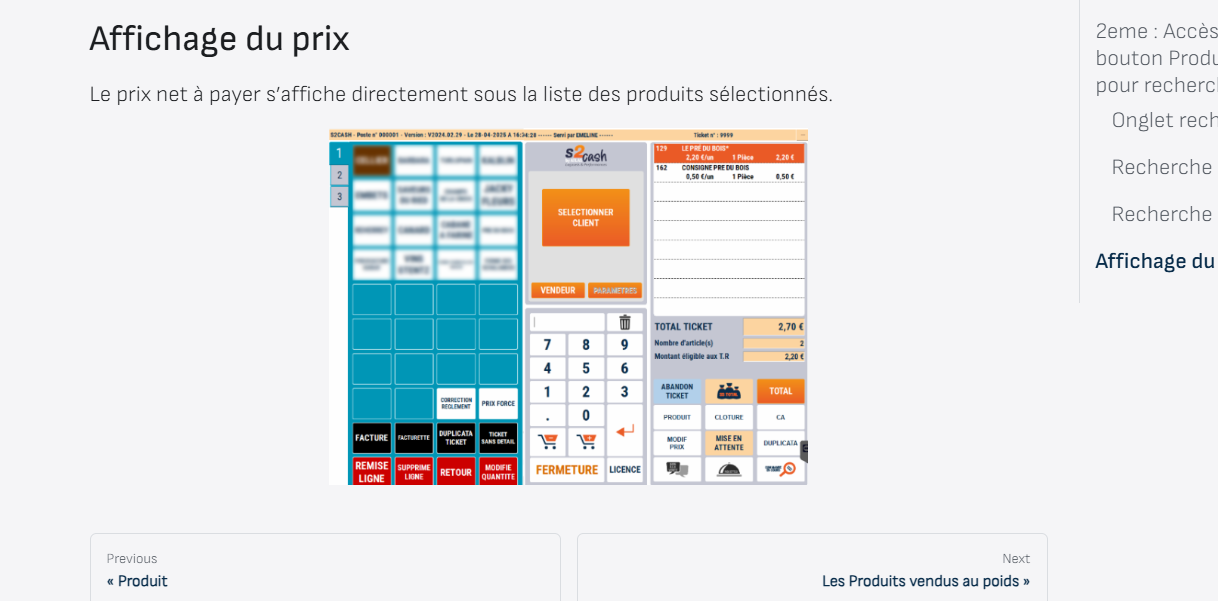 Affichage du prix
Le prix net à payer s’affiche directement sous la liste des produits sélectionnés.
S2CASH - Poste n° 000001 - Version : V2024.02.29 - Le 28-04-2025 A 16:34:28 ------ Servi par EMELINE ------ Ticket n° : 9999
1
2
3
CORRECTION REGLEMENT
PRIX FORCE
FACTURE
FACTURETTE
DUPLICATA TICKET
TICKET SANS DETAIL
REMISE LIGNE
SUPPRIME LIGNE
RETOUR
MODIFIE QUANTITE
S2cash
SELECTIONNER
CLIENT
VENDEUR
PARAMETRES
7 8 9
4 5 6
1 2 3
. 0
FERMETURE
LICENCE
129 LE PRÉ DU BOIS*
2,20 €/un 1 Pièce 2,20 €
162 CONSIGNE PRE DU BOIS
0,50 €/un 1 Pièce 0,50 €
TOTAL TICKET 2,70 €
Nombre d'article(s) 2
Montant éligible aux T.R 2,20 €
ABANDON TICKET
TOTAL
PRODUIT
CLOTURE
CA
MODIF PRIX
MISE EN ATTENTE
DUPLICATA
Previous
« Produit
Next
Les Produits vendus au poids »
2eme : Accès
bouton Produ
pour recherch
Onglet rech
Recherche
Recherche
Affichage du